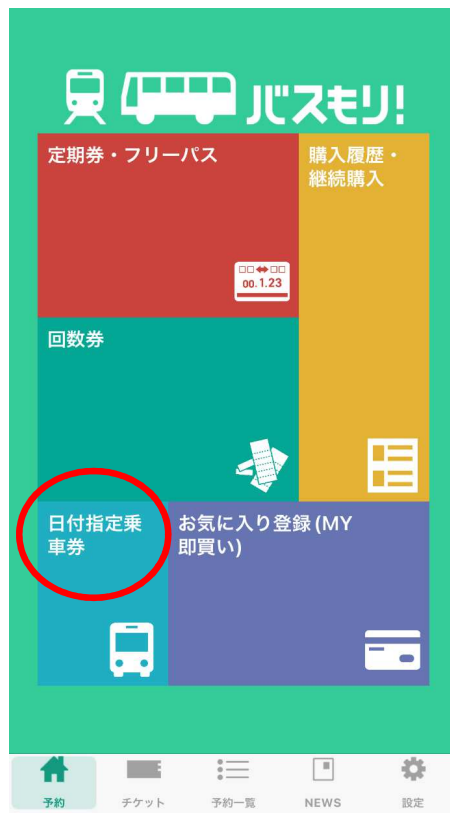 バスもり!
定期券・フリーパス
購入履歴・
継続購入
00.1.23
回数券
日付指定乗
車券
お気に入り登録(MY
即買い)
予約
チケット
予約一覧
NEWS
設定